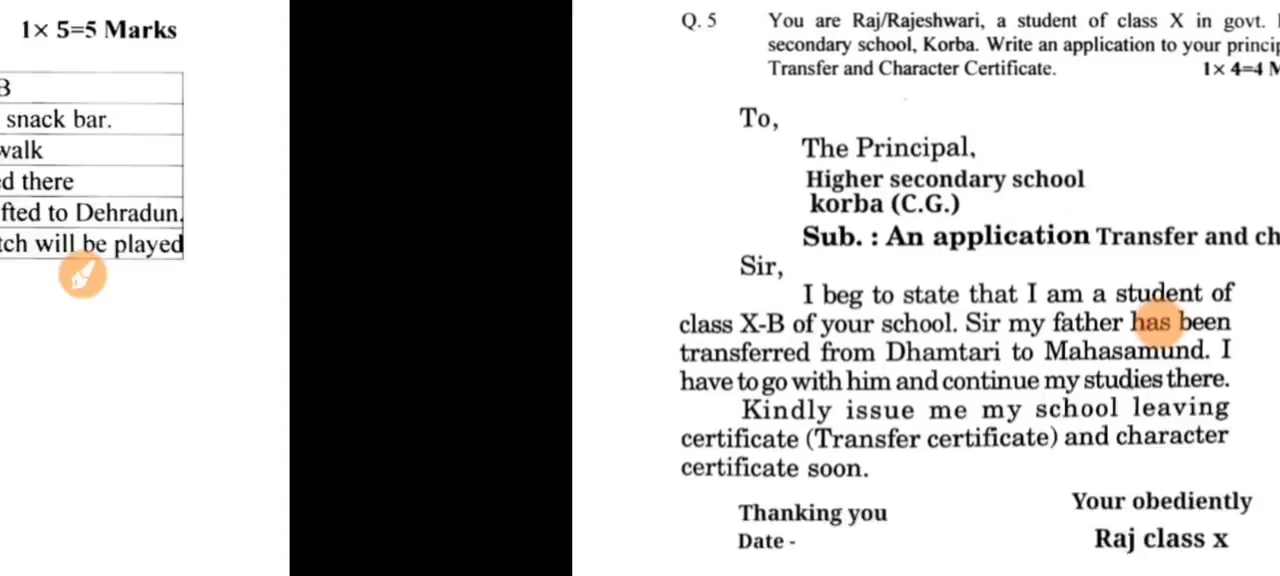 1× 5=5 Marks
B
snack bar.
walk
ed there
fted to Dehradun.
tch will be played
Q. 5 You are Raj/Rajeshwari, a student of class X in govt.
secondary school, Korba. Write an application to your
Transfer and Character Certificate. 1× 4=4
To,
The Principal,
Higher secondary school
korba (C.G.)
Sub. : An application Transfer and
Sir,
I beg to state that I am a student of
class X-B of your school. Sir my father has been
transferred from Dhamtari to Mahasamund. I
have to go with him and continue my studies there.
Kindly issue me my school leaving
certificate (Transfer certificate) and character
certificate soon.
Thanking you
Your obediently
Date -
Raj class x